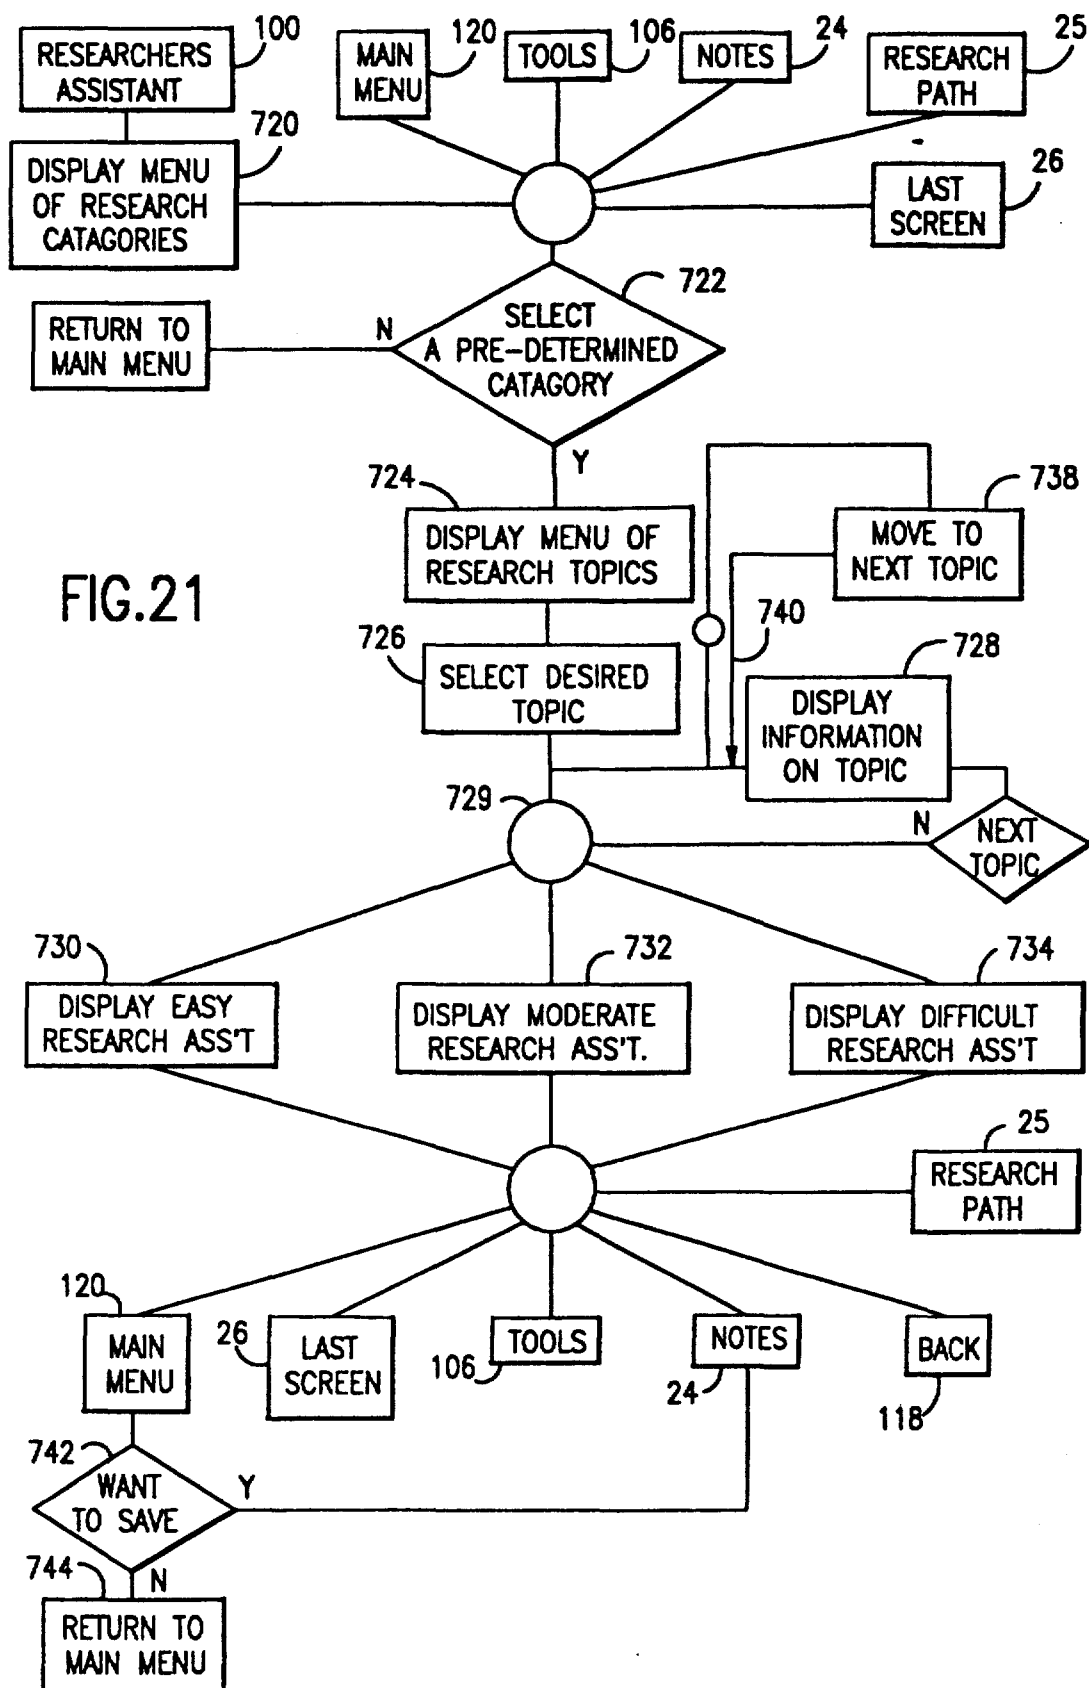 100
RESEARCHERS
ASSISTANT
MAIN
MENU
120
TOOLS
106
NOTES
24
RESEARCH
PATH
25
720
DISPLAY MENU
OF RESEARCH
CATAGORIES
LAST
SCREEN
26
722
SELECT
A PRE-DETERMINED
CATAGORY
N
RETURN TO
MAIN MENU
Y
724
DISPLAY MENU OF
RESEARCH TOPICS
738
MOVE TO
NEXT TOPIC
FIG.21
726
SELECT DESIRED
TOPIC
740
728
DISPLAY
INFORMATION
ON TOPIC
729
N
NEXT
TOPIC
730
DISPLAY EASY
RESEARCH ASS'T
732
DISPLAY MODERATE
RESEARCH ASS'T.
734
DISPLAY DIFFICULT
RESEARCH ASS'T
25
RESEARCH
PATH
120
MAIN
MENU
26
LAST
SCREEN
TOOLS
106
NOTES
24
BACK
118
742
WANT
TO SAVE
Y
744
N
RETURN TO
MAIN MENU